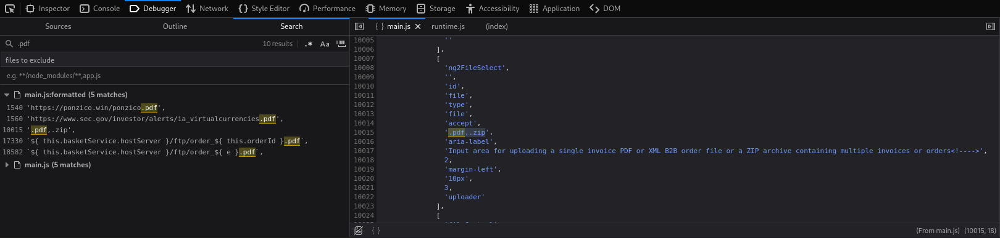 Inspector Console Debugger Network Style Editor Performance Memory Storage Accessibility Application DOM
Sources Outline Search
.pdf 10 results .* Aa
files to exclude
e.g. **/node_modules/**,app.js
main.js:formatted (5 matches)
1540 'https://ponzico.win/ponzico.pdf',
1560 'https://www.sec.gov/investor/alerts/ia_virtualcurrencies.pdf',
10015 '.pdf,.zip',
17330 `${ this.basketService.hostServer }/ftp/order_${ this.orderId }.pdf`,
18582 `${ this.basketService.hostServer }/ftp/order_${ e }.pdf`,
main.js (5 matches)
{ } main.js runtime.js (index)
10005 ''
10006 ],
10007 [
10008 'ng2FileSelect',
10009 '',
10010 'id',
10011 'file',
10012 'type',
10013 'file',
10014 'accept',
10015 '.pdf,.zip',
10016 'aria-label',
10017 'Input area for uploading a single invoice PDF or XML B2B order file or a ZIP archive containing multiple invoices or orders<!---->',
10018 2,
10019 'margin-left',
10020 '10px',
10021 3,
10022 'uploader'
10023 ],
10024 [
{ } (From main.js) (10015, 18)